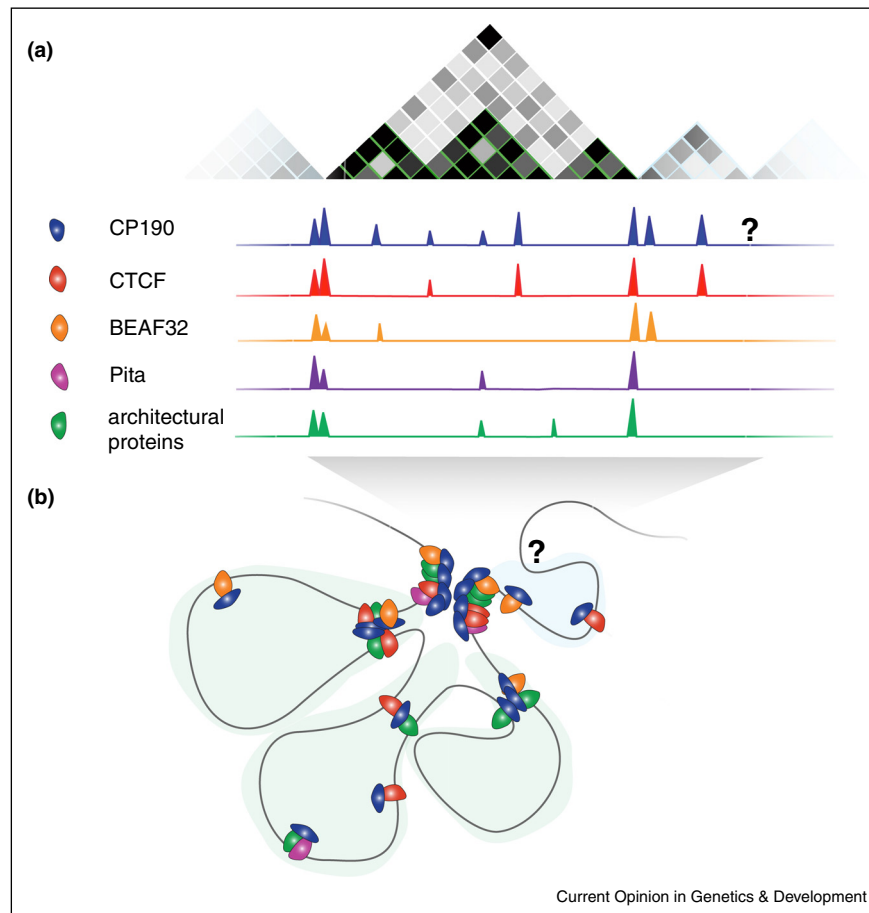 (a)
CP190
?
CTCF
BEAF32
Pita
architectural
proteins
(b)
?
Current Opinion in Genetics & Development